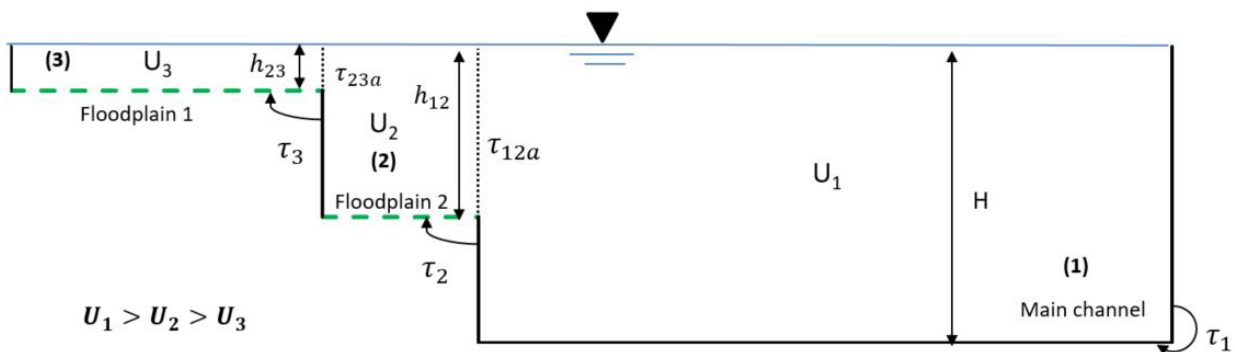 (3) U₃ h₂₃ τ₂₃ₐ
Floodplain 1
h₁₂
U₂
τ₃
(2)
τ₁₂ₐ
U₁
Floodplain 2
H
τ₂
(1)
Main channel
U₁ > U₂ > U₃
τ₁